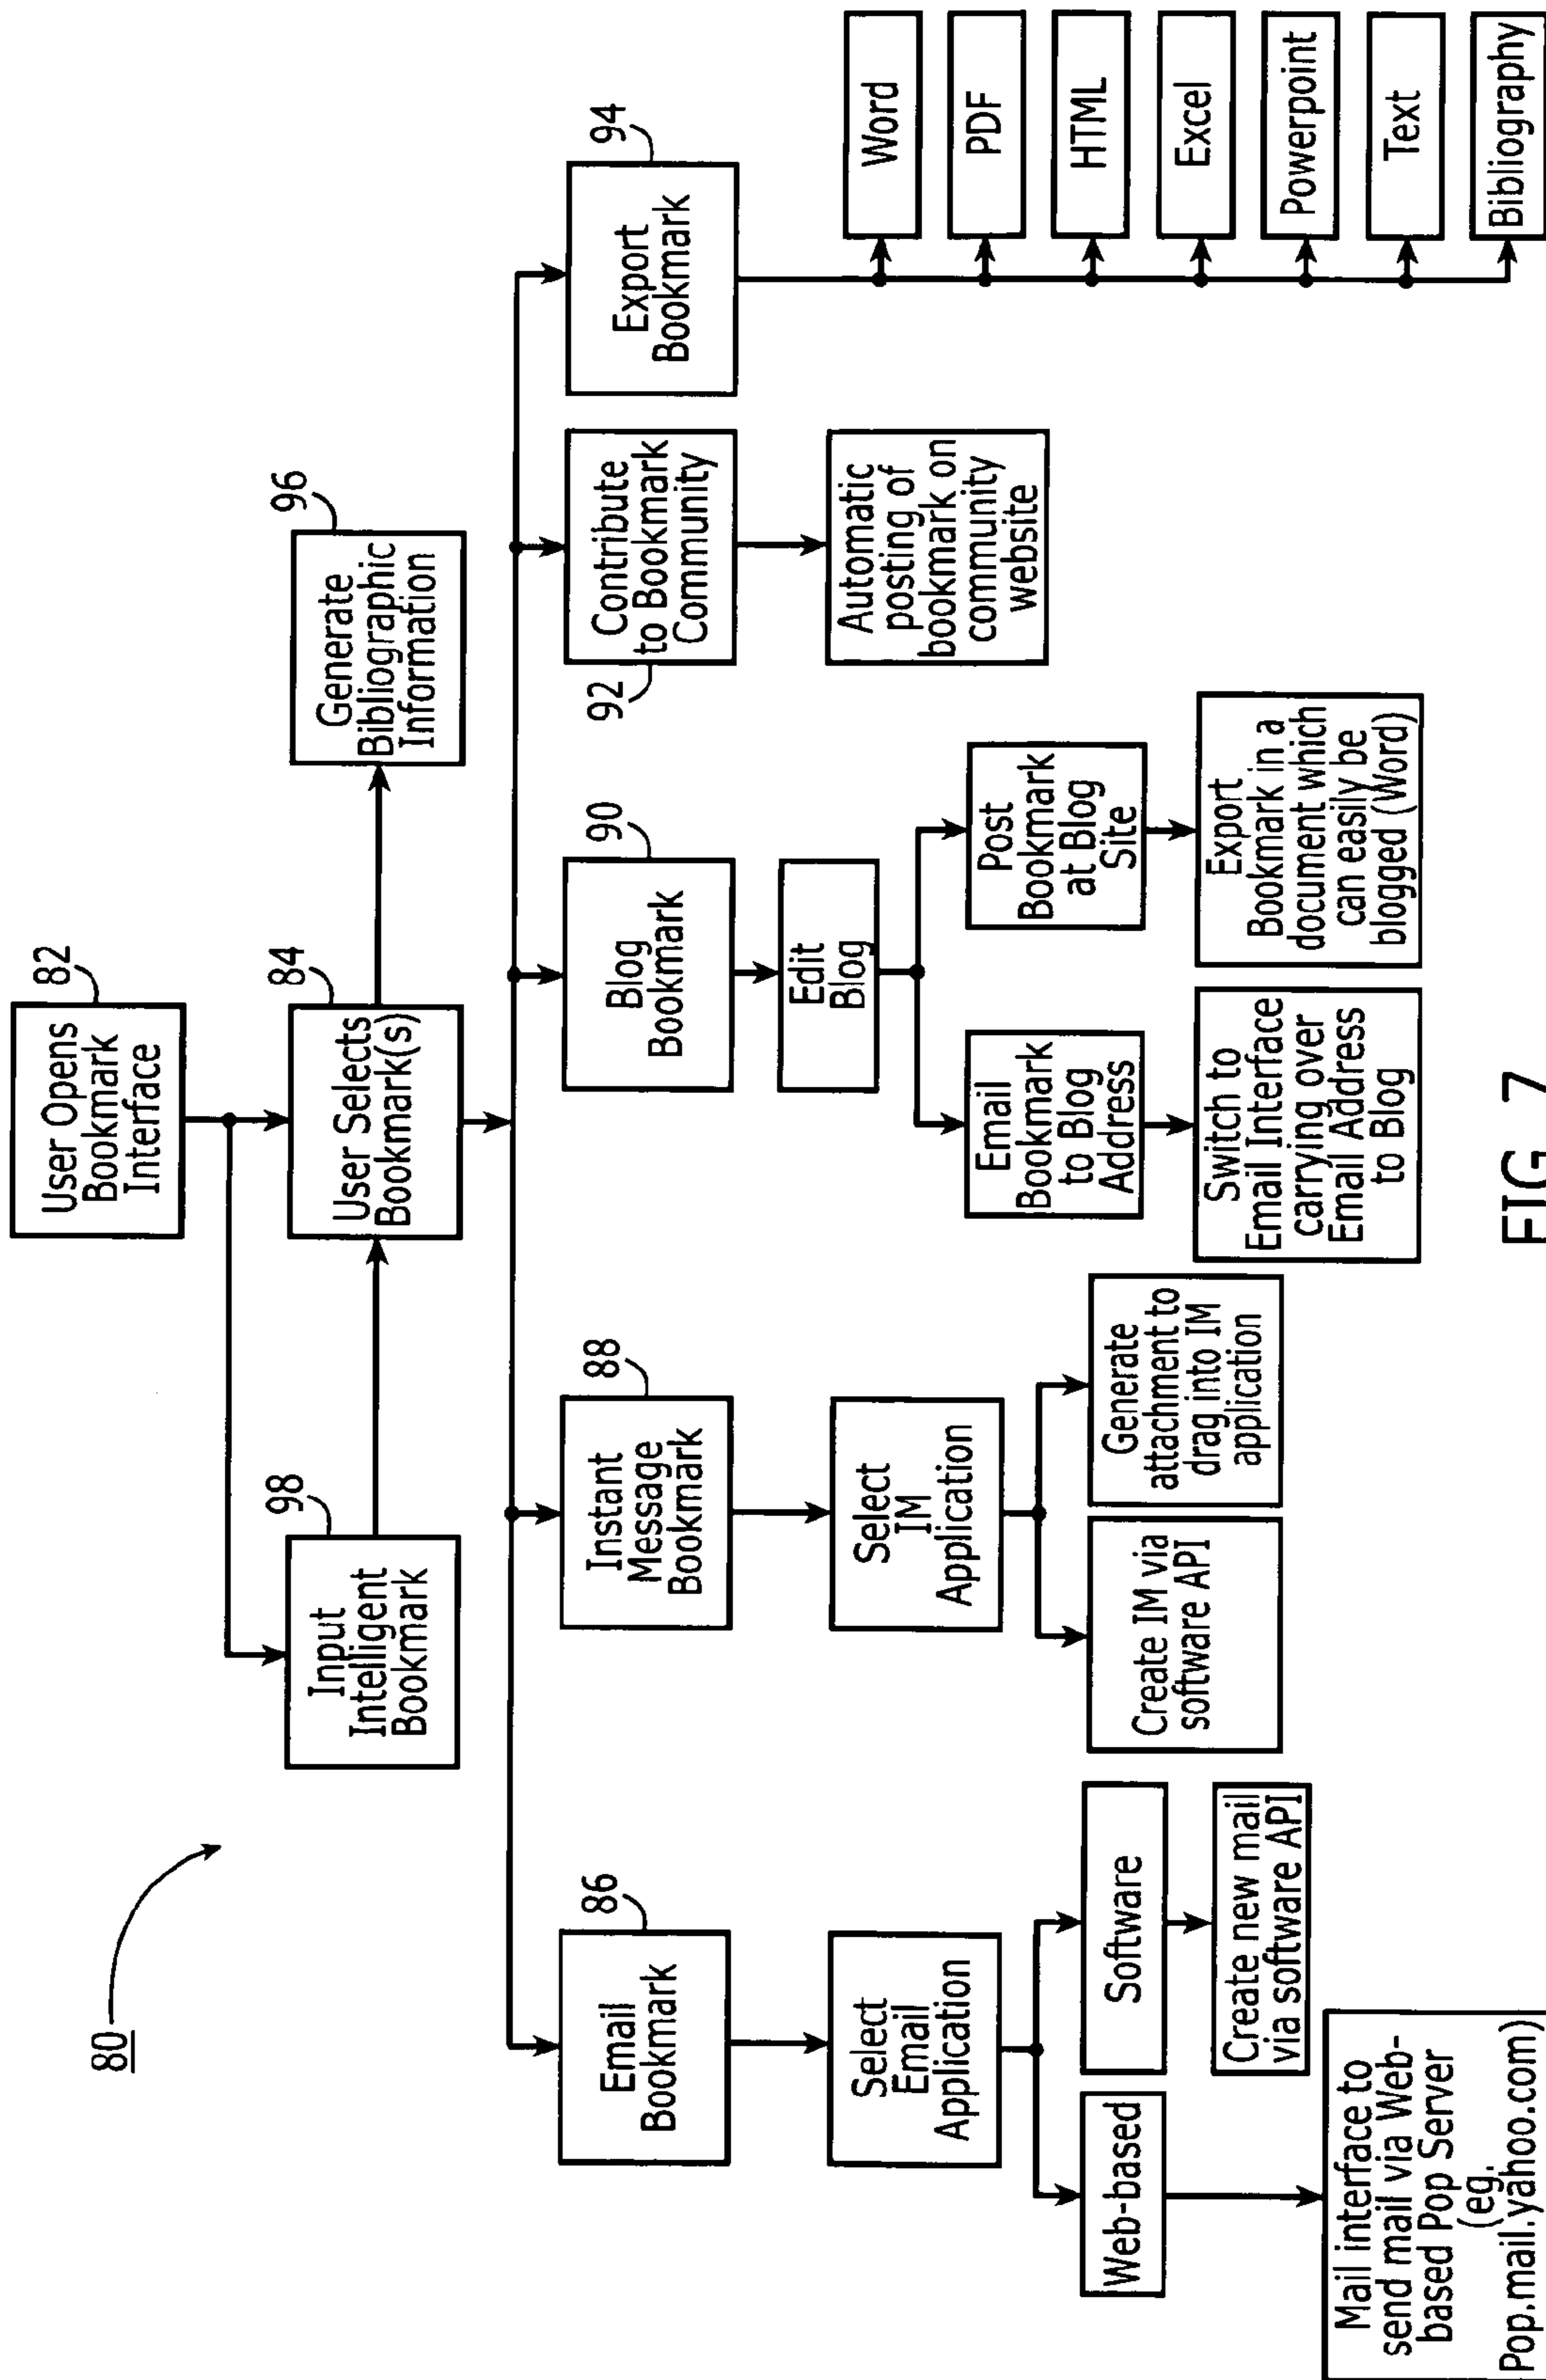 80
82
User Opens
Bookmark
Interface
98
Input
Intelligent
Bookmark
84
User Selects
Bookmark(s)
96
Generate
Bibliographic
Information
86
Email
Bookmark
88
Instant
Message
Bookmark
90
Blog
Bookmark
92
Contribute
to Bookmark
Community
94
Export
Bookmark
Select
Email
Application
Web-based
Software
Mail interface to
send mail via Web-
based Pop Server
(eg.
Pop.mail.yahoo.com)
Create new mail
via software API
Select
IM
Application
Create IM via
software API
Generate
attachment to
drag into IM
application
Edit
Blog
Email
Bookmark
to Blog
Address
Post
Bookmark
at Blog
Site
Switch to
Email Interface
carrying over
Email Address
to Blog
Export
Bookmark in a
document which
can easily be
blogged (Word)
Automatic
posting of
bookmark on
community
website
Word
PDF
HTML
Excel
Powerpoint
Text
Bibliography
FIG. 7